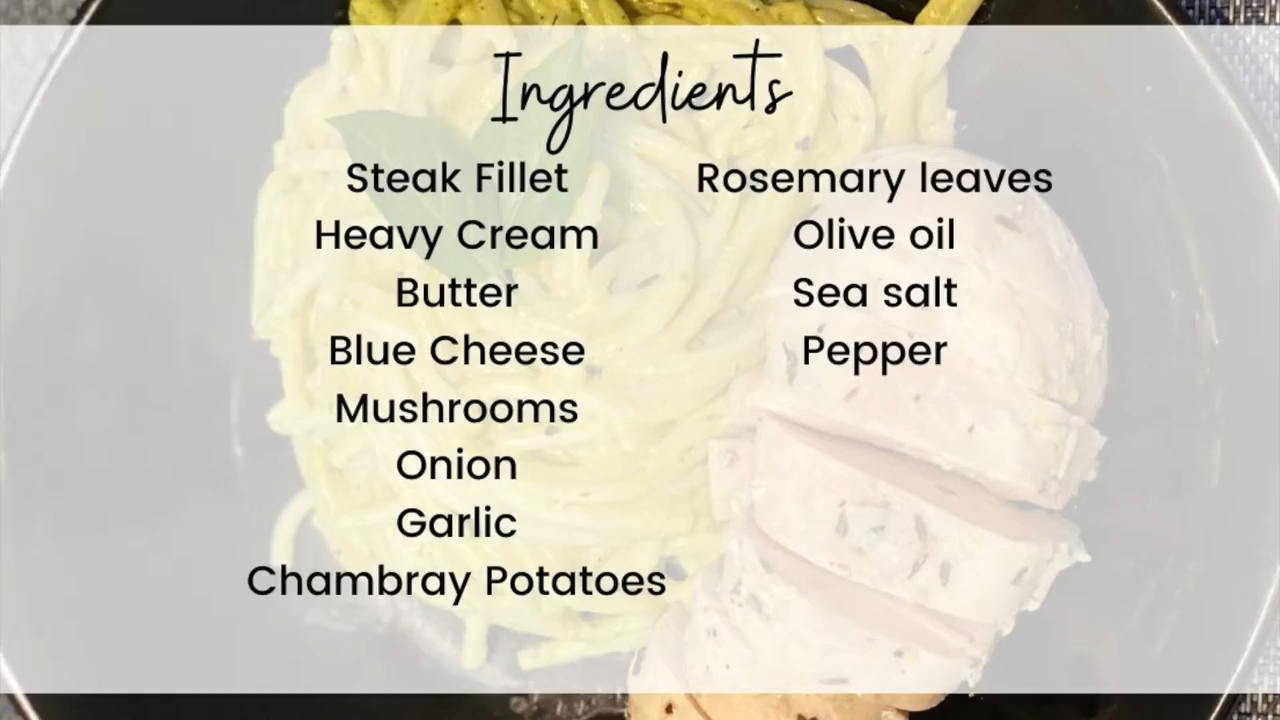 Ingredients
Steak Fillet
Heavy Cream
Butter
Blue Cheese
Mushrooms
Onion
Garlic
Chambray Potatoes
Rosemary leaves
Olive oil
Sea salt
Pepper